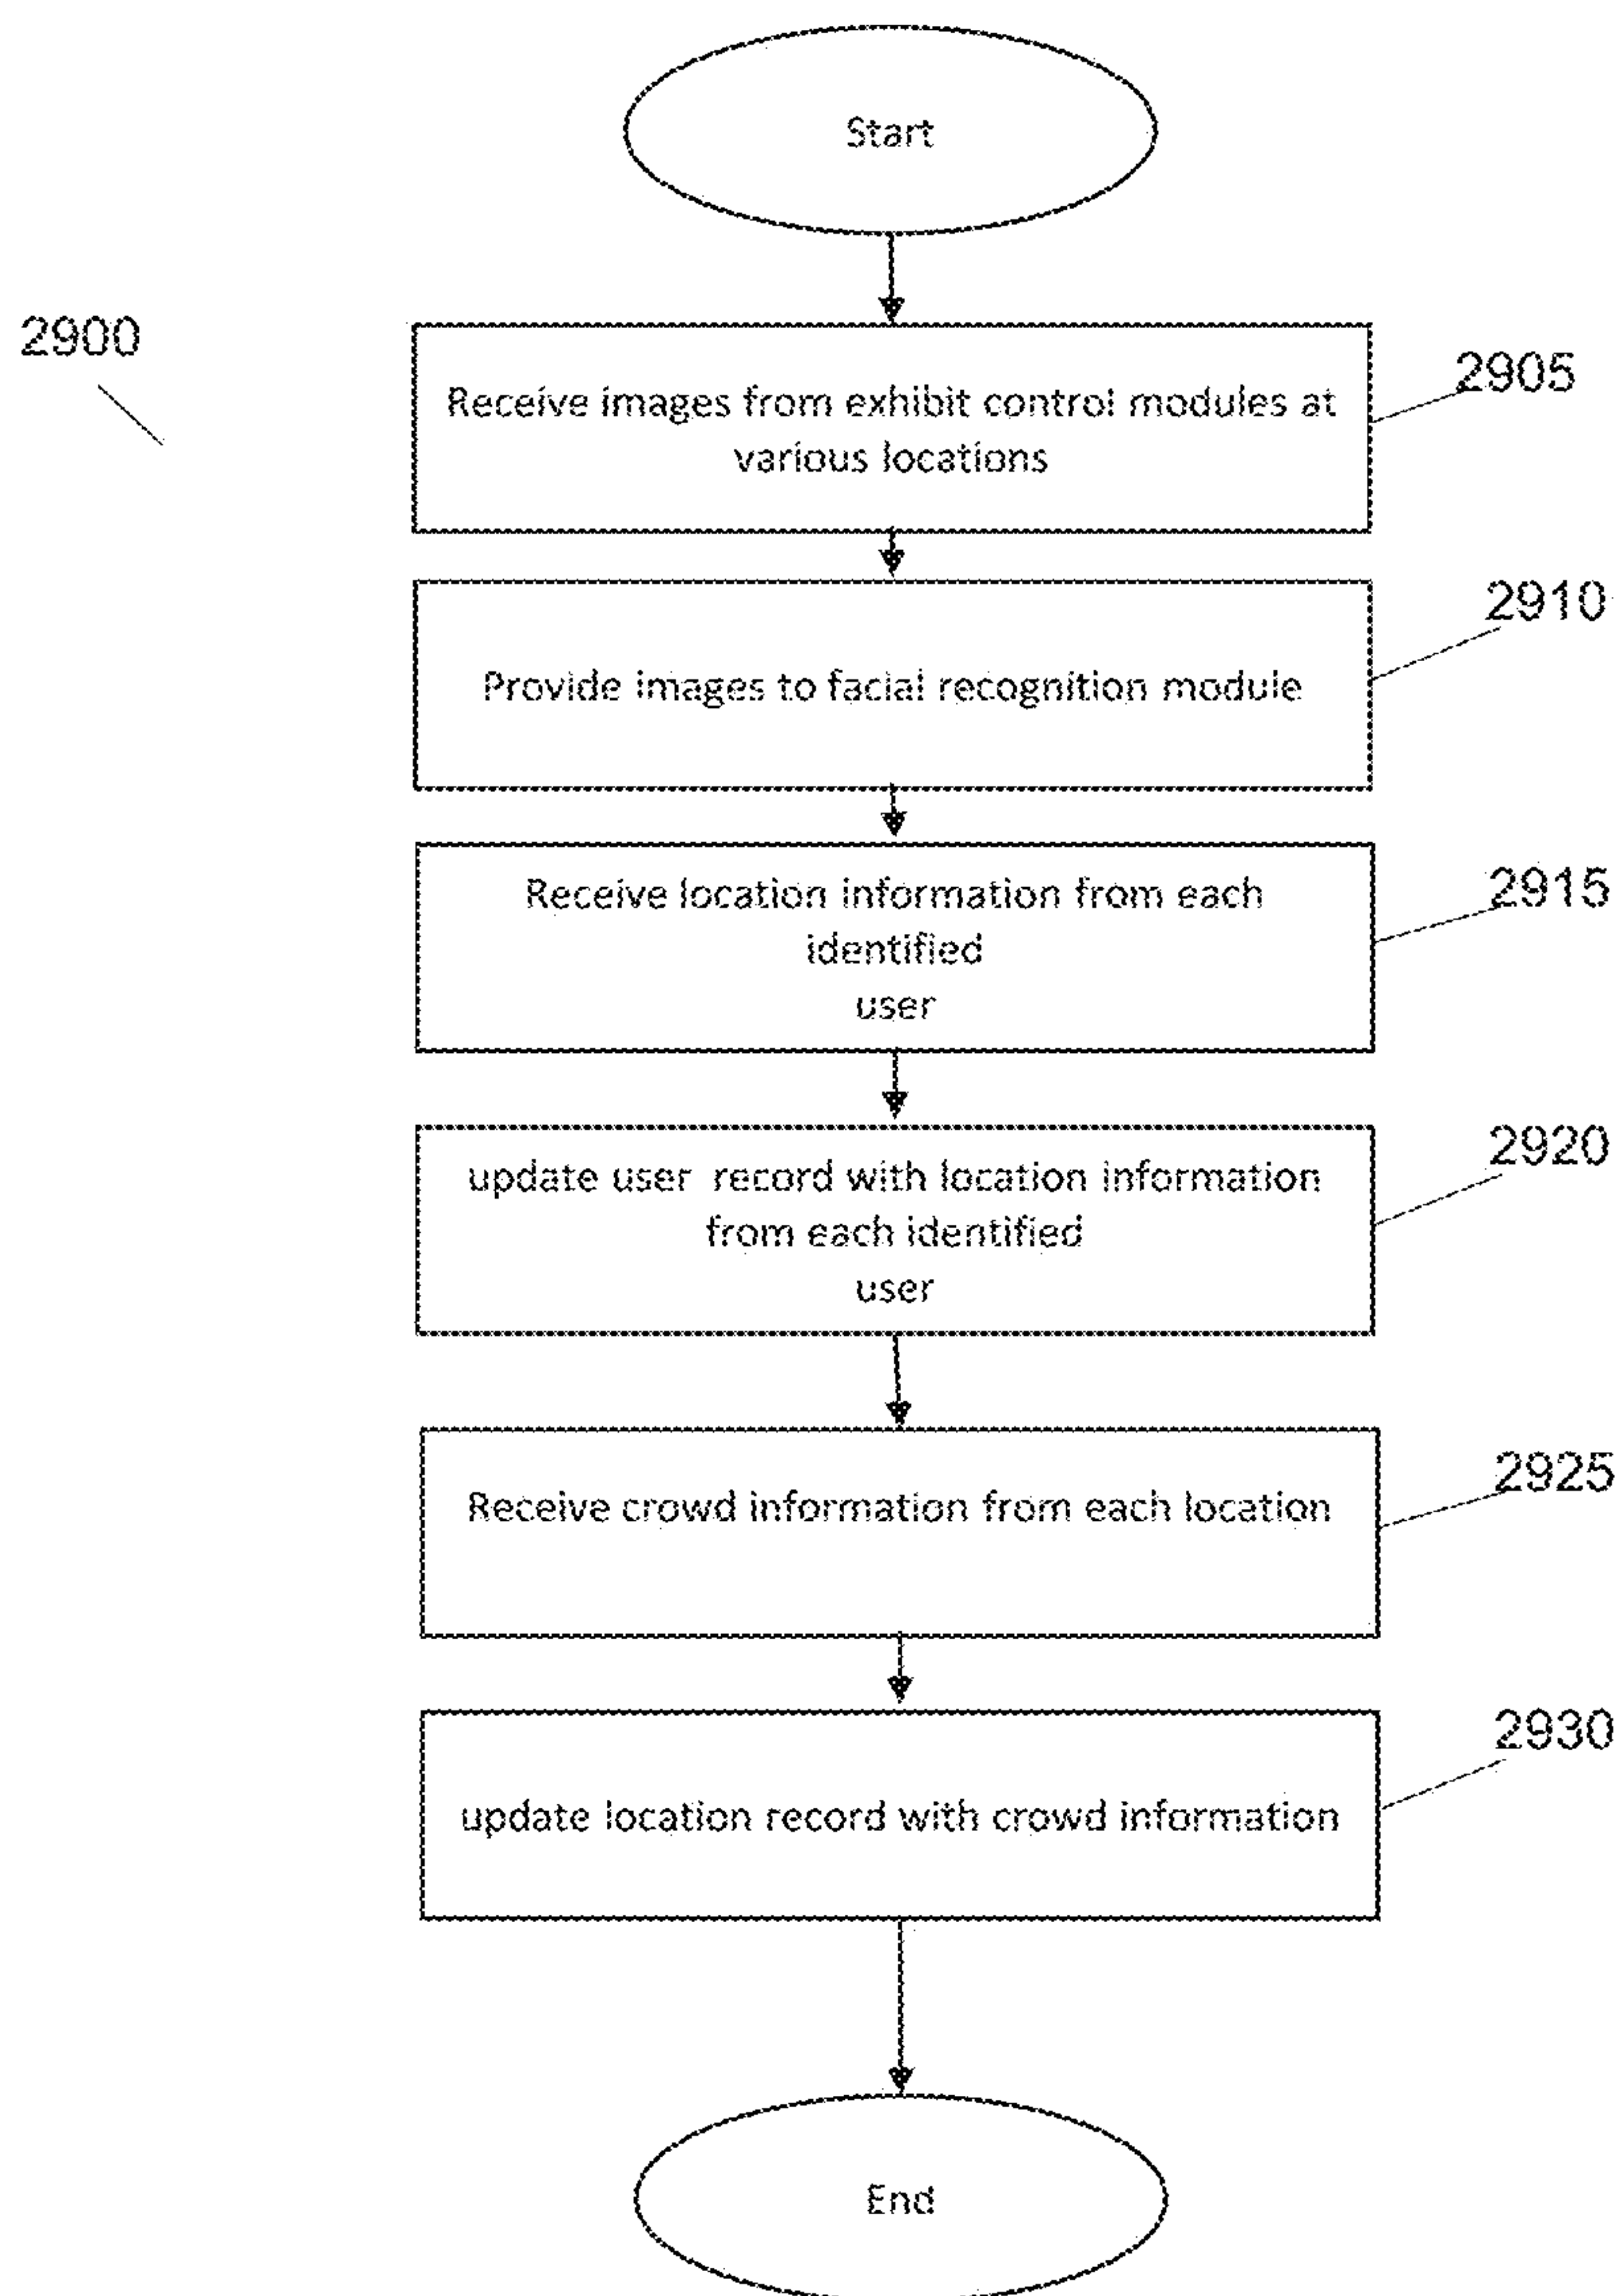 Start
2900
Receive images from exhibit control modules at
various locations
2905
Provide images to facial recognition module
2910
Receive location information from each
identified
user
2915
update user record with location information
from each identified
user
2920
Receive crowd information from each location
2925
update location record with crowd information
2930
End